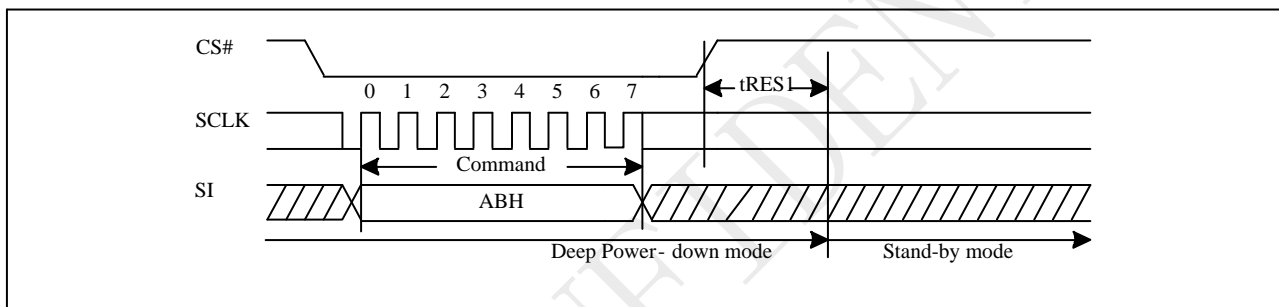 CS#
tRES1
0 1 2 3 4 5 6 7
SCLK
Command
SI
ABH
Deep Power- down mode
Stand-by mode